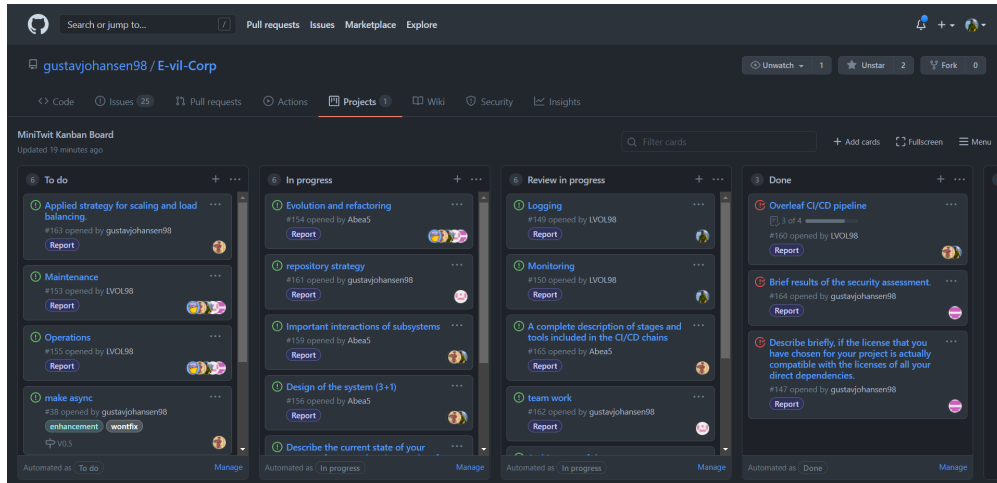 Search or jump to... /
Pull requests Issues Marketplace Explore
gustavjohansen98 / E-vil-Corp
Unwatch 1 Unstar 2 Fork 0
Code Issues 25 Pull requests Actions Projects 1 Wiki Security Insights
MiniTwit Kanban Board
Updated 19 minutes ago
Filter cards
+ Add cards Fullscreen Menu
6 To do
Applied strategy for scaling and load
balancing.
#163 opened by gustavjohansen98
Report
Maintenance
#153 opened by LVOL98
Report
Operations
#155 opened by LVOL98
Report
make async
#38 opened by gustavjohansen98
enhancement wontfix
V0.5
Automated as To do Manage
6 In progress
Evolution and refactoring
#154 opened by Abea5
Report
repository strategy
#161 opened by gustavjohansen98
Report
Important interactions of subsystems
#159 opened by Abea5
Report
Design of the system (3+1)
#156 opened by Abea5
Report
Describe the current state of your
Automated as In progress Manage
6 Review in progress
Logging
#149 opened by LVOL98
Report
Monitoring
#150 opened by LVOL98
Report
A complete description of stages and
tools included in the CI/CD chains
#165 opened by Abea5
Report
team work
#162 opened by gustavjohansen98
Report
Automated as In progress Manage
3 Done
Overleaf CI/CD pipeline
3 of 4
#160 opened by LVOL98
Report
Brief results of the security assessment.
#164 opened by gustavjohansen98
Report
Describe briefly, if the license that you
have chosen for your project is actually
compatible with the licenses of all your
direct dependencies.
#147 opened by gustavjohansen98
Report
Automated as Done Manage